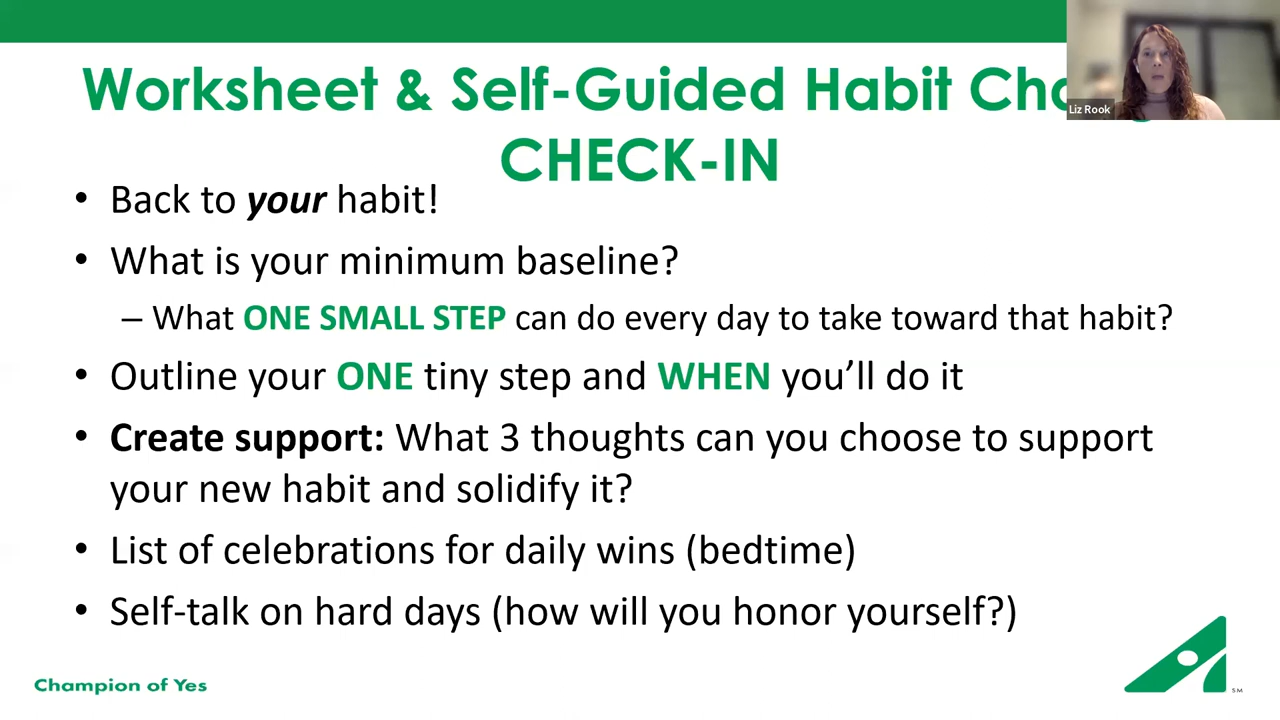 Worksheet & Self-Guided Habit
CHECK-IN
Liz Rook
• Back to your habit!
• What is your minimum baseline?
– What ONE SMALL STEP can do every day to take toward that habit?
• Outline your ONE tiny step and WHEN you’ll do it
• Create support: What 3 thoughts can you choose to support
your new habit and solidify it?
• List of celebrations for daily wins (bedtime)
• Self-talk on hard days (how will you honor yourself?)
Champion of Yes
SM